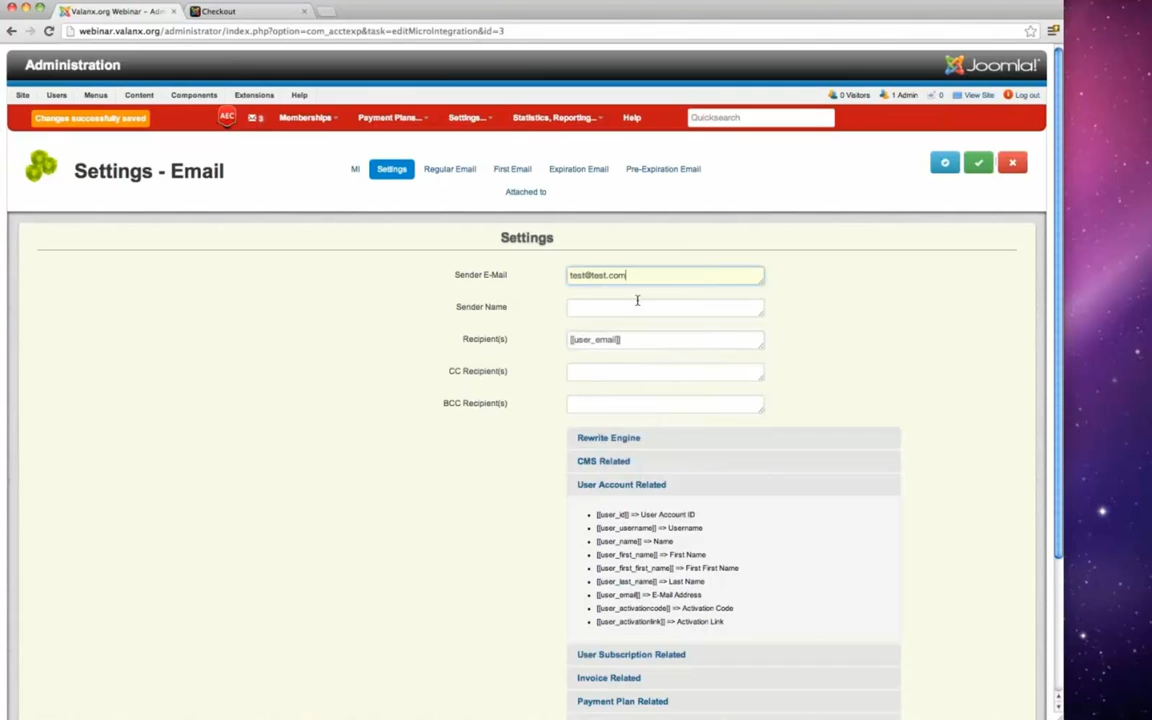 Valanx.org Webinar – Adm
Checkout
webinar.valanx.org/administrator/index.php?option=com_acctexp&task=editMicroIntegration&id=3
Administration
Joomla!
Site Users Menus Content Components Extensions Help
0 Visitors 1 Admin 0 View Site Log out
Changes successfully saved
AEC 3 Memberships Payment Plans... Settings... Statistics, Reporting... Help Quicksearch
Settings - Email
MI Settings Regular Email First Email Expiration Email Pre-Expiration Email
Attached to
Settings
Sender E-Mail test@test.com
Sender Name
Recipient(s) [[user_email]]
CC Recipient(s)
BCC Recipient(s)
Rewrite Engine
CMS Related
User Account Related
[[user_id]] => User Account ID
[[user_username]] => Username
[[user_name]] => Name
[[user_first_name]] => First Name
[[user_first_first_name]] => First First Name
[[user_last_name]] => Last Name
[[user_email]] => E-Mail Address
[[user_activationcode]] => Activation Code
[[user_activationlink]] => Activation Link
User Subscription Related
Invoice Related
Payment Plan Related